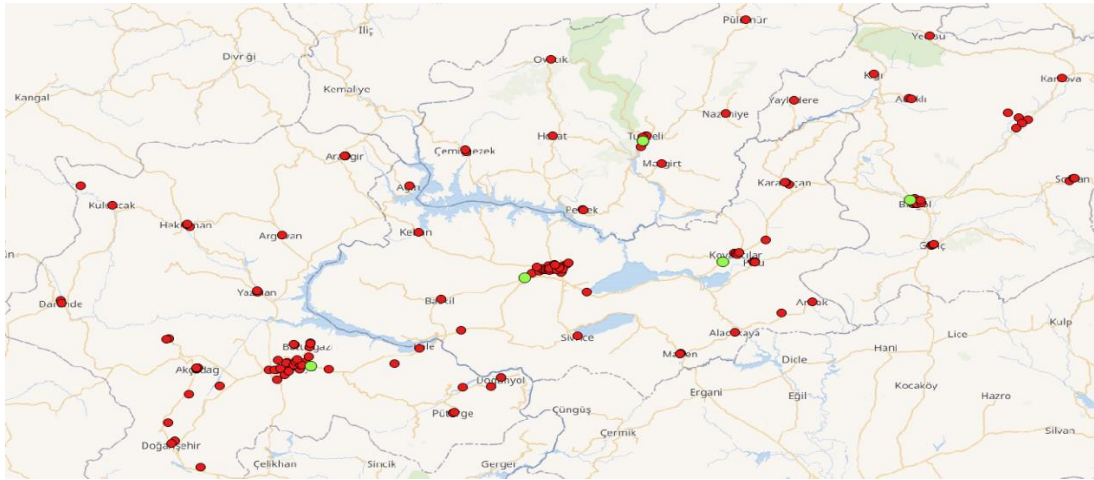 Pülümür
İliç
Yedisu
Divriği
Ovacık
Kiğı
Karlıova
Kemaliye
Kangal
Yayladere
Adaklı
Nazımiye
Hozat
Tunceli
Çemişgezek
Arapgir
Mazgirt
Karakoçan
Solhan
Ağın
Kuluncak
Bingöl
Pertek
Hekimhan
Keban
Arguvan
Genç
Kovancılar
Yazıhan
Baskil
Arıcak
Darende
Kulp
Sivrice
Alacakaya
Lice
Battalgazi
Kale
Hani
Maden
Dicle
Akçadağ
Doğanyol
Kocaköy
Ergani
Eğil
Hazro
Pütürge
Çüngüş
Çermik
Silvan
Doğanşehir
Çelikhan
Sincik
Gerger